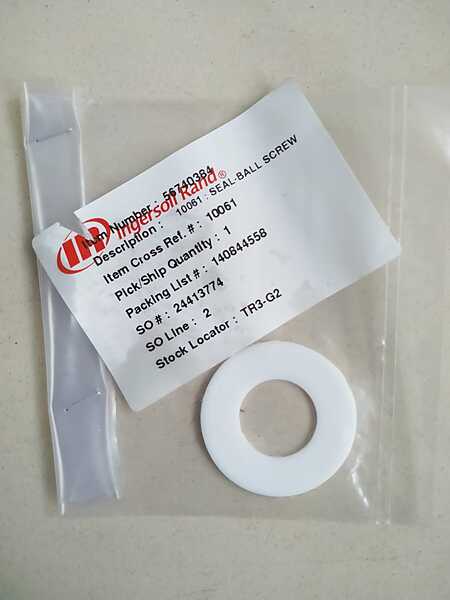 IR Ingersoll Rand®
Item Number : 56740384
Description : 10061 : SEAL-BALL SCREW
Item Cross Ref. # : 10061
Pick/Ship Quantity : 1
Packing List # : 140844558
SO # : 24413774
SO Line : 2
Stock Locator : TR3-G2